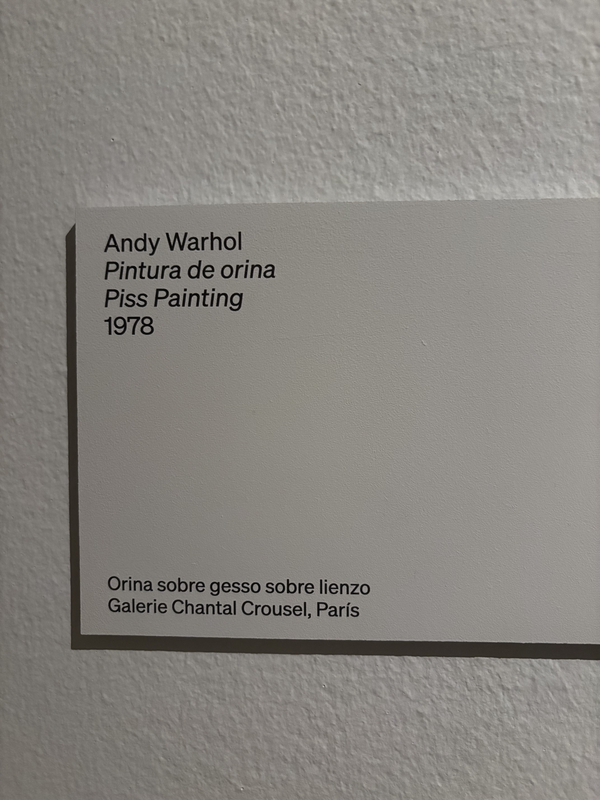 Andy Warhol
Pintura de orina
Piss Painting
1978
Orina sobre gesso sobre lienzo
Galerie Chantal Crousel, París